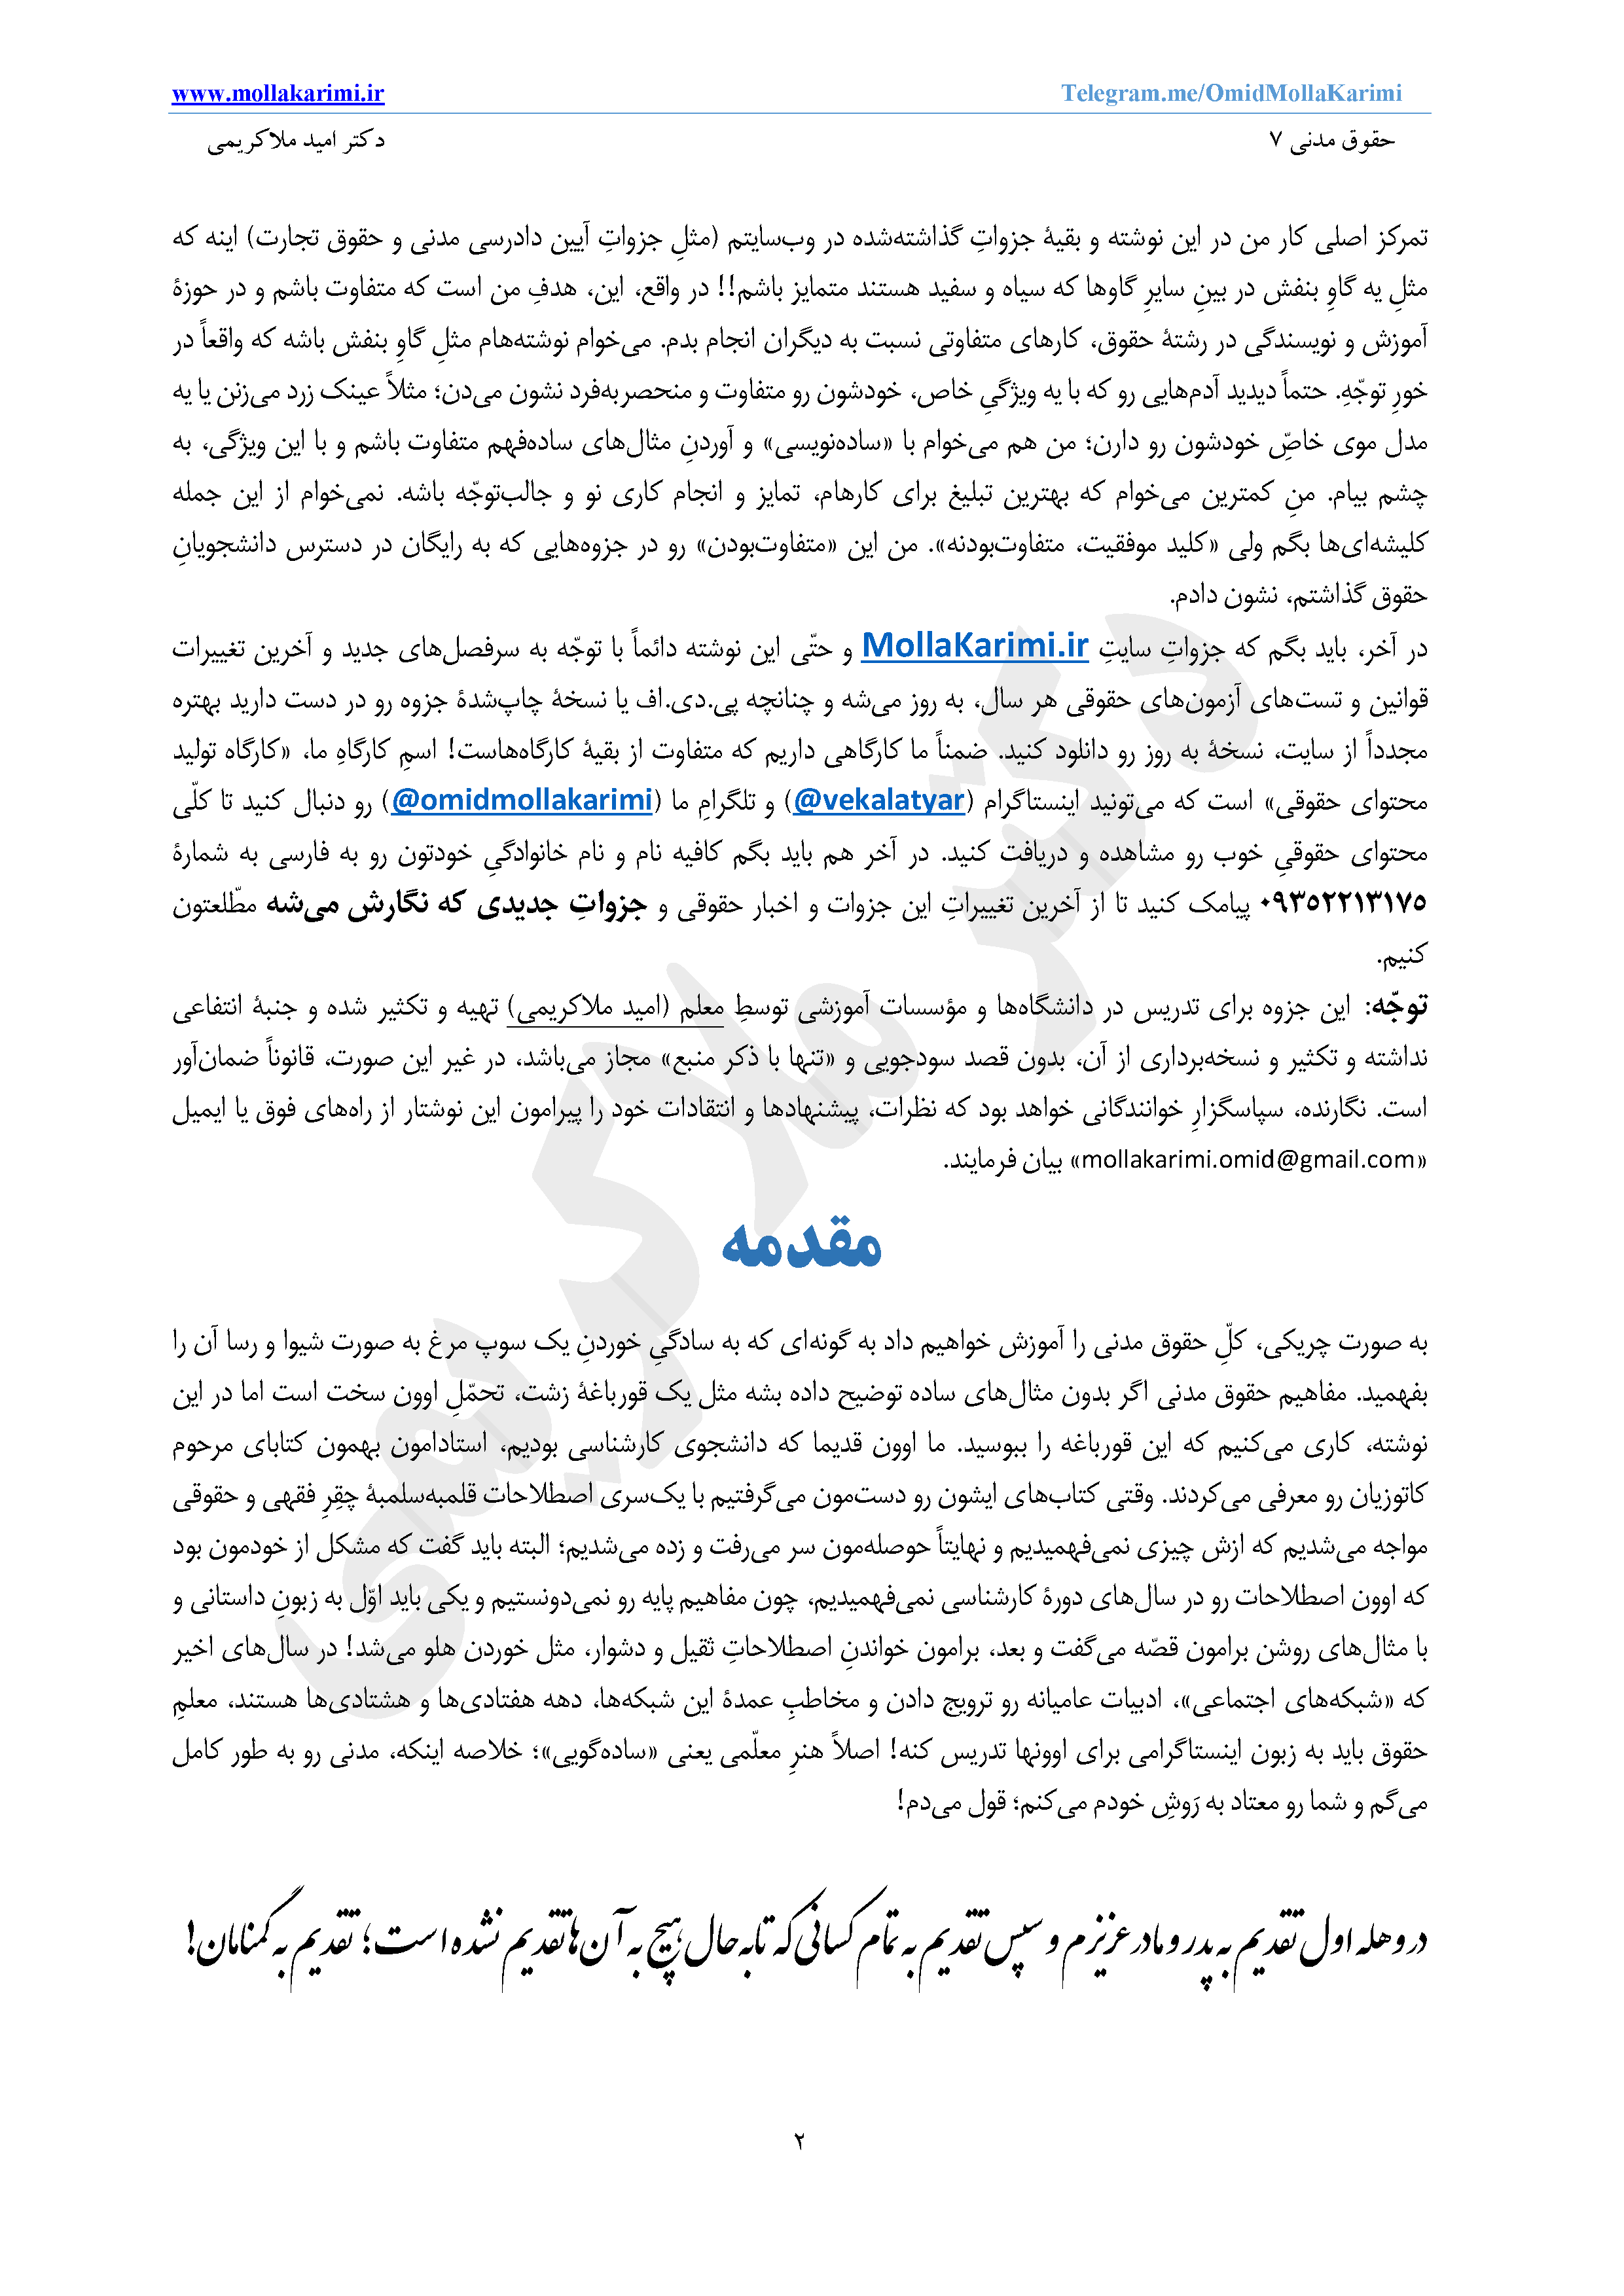 www.mollakarimi.ir Telegram.me/OmidMollaKarimi
حقوق مدنی ۷ دکتر امید ملاکریمی
تمرکز اصلی کار من در این نوشته و بقیۀ جزواتِ گذاشته‌شده در وب‌سایتم (مثلِ جزواتِ آیین دادرسی مدنی و حقوق تجارت) اینه که
مثلِ یه گاوِ بنفش در بینِ سایرِ گاوها که سیاه و سفید هستند متمایز باشم!! در واقع، این، هدفِ من است که متفاوت باشم و در حوزۀ
آموزش و نویسندگی در رشتۀ حقوق، کارهای متفاوتی نسبت به دیگران انجام بدم. می‌خوام نوشته‌هام مثلِ گاوِ بنفش باشه که واقعاً در
خورِ توجّهِ. حتماً دیدید آدم‌هایی رو که با یه ویژگیِ خاص، خودشون رو متفاوت و منحصربه‌فرد نشون می‌دن؛ مثلاً عینک زرد می‌زنن یا یه
مدل موی خاصِّ خودشون رو دارن؛ من هم می‌خوام با «ساده‌نویسی» و آوردنِ مثال‌های ساده‌فهم متفاوت باشم و با این ویژگی، به
چشم بیام. منِ کمترین می‌خوام که بهترین تبلیغ برای کارهام، تمایز و انجام کاری نو و جالب‌توجّه باشه. نمی‌خوام از این جمله
کلیشه‌ای‌ها بگم ولی «کلید موفقیت، متفاوت‌بودنه». من این «متفاوت‌بودن» رو در جزوه‌هایی که به رایگان در دسترس دانشجویانِ
حقوق گذاشتم، نشون دادم.
در آخر، باید بگم که جزواتِ سایتِ MollaKarimi.ir و حتّی این نوشته دائماً با توجّه به سرفصل‌های جدید و آخرین تغییرات
قوانین و تست‌های آزمون‌های حقوقی هر سال، به روز می‌شه و چنانچه پی.دی.اف یا نسخۀ چاپ‌شدۀ جزوه رو در دست دارید بهتره
مجدداً از سایت، نسخۀ به روز رو دانلود کنید. ضمناً ما کارگاهی داریم که متفاوت از بقیۀ کارگاه‌هاست! اسمِ کارگاهِ ما، «کارگاه تولید
محتوای حقوقی» است که می‌تونید اینستاگرام (@vekalatyar) و تلگرامِ ما (@omidmollakarimi) رو دنبال کنید تا کلّی
محتوای حقوقیِ خوب رو مشاهده و دریافت کنید. در آخر هم باید بگم کافیه نام و نام خانوادگیِ خودتون رو به فارسی به شمارۀ
۰۹۳۵۲۲۱۳۱۷۵ پیامک کنید تا از آخرین تغییراتِ این جزوات و اخبار حقوقی و جزواتِ جدیدی که نگارش می‌شه مطّلعتون
کنیم.
توجّه: این جزوه برای تدریس در دانشگاه‌ها و مؤسسات آموزشی توسطِ معلم (امید ملاکریمی) تهیه و تکثیر شده و جنبۀ انتفاعی
نداشته و تکثیر و نسخه‌برداری از آن، بدون قصد سودجویی و «تنها با ذکر منبع» مجاز می‌باشد، در غیر این صورت، قانوناً ضمان‌آور
است. نگارنده، سپاسگزارِ خوانندگانی خواهد بود که نظرات، پیشنهادها و انتقادات خود را پیرامون این نوشتار از راه‌های فوق یا ایمیل
«mollakarimi.omid@gmail.com» بیان فرمایند.
مقدمه
به صورت چریکی، کلِّ حقوق مدنی را آموزش خواهیم داد به گونه‌ای که به سادگیِ خوردنِ یک سوپ مرغ به صورت شیوا و رسا آن را
بفهمید. مفاهیم حقوق مدنی اگر بدون مثال‌های ساده توضیح داده بشه مثل یک قورباغۀ زشت، تحمّلِ اوون سخت است اما در این
نوشته، کاری می‌کنیم که این قورباغه را ببوسید. ما اوون قدیما که دانشجوی کارشناسی بودیم، استادامون بهمون کتابای مرحوم
کاتوزیان رو معرفی می‌کردند. وقتی کتاب‌های ایشون رو دست‌مون می‌گرفتیم با یک‌سری اصطلاحات قلمبه‌سلمبۀ چقِرِ فقهی و حقوقی
مواجه می‌شدیم که ازش چیزی نمی‌فهمیدیم و نهایتاً حوصله‌مون سر می‌رفت و زده می‌شدیم؛ البته باید گفت که مشکل از خودمون بود
که اوون اصطلاحات رو در سال‌های دورۀ کارشناسی نمی‌فهمیدیم، چون مفاهیم پایه رو نمی‌دونستیم و یکی باید اوّل به زبونِ داستانی و
با مثال‌های روشن برامون قصّه می‌گفت و بعد، برامون خواندنِ اصطلاحاتِ ثقیل و دشوار، مثل خوردن هلو می‌شد! در سال‌های اخیر
که «شبکه‌های اجتماعی»، ادبیات عامیانه رو ترویج دادن و مخاطبِ عمدۀ این شبکه‌ها، دهه هفتادی‌ها و هشتادی‌ها هستند، معلمِ
حقوق باید به زبون اینستاگرامی برای اوونها تدریس کنه! اصلاً هنرِ معلّمی یعنی «ساده‌گویی»؛ خلاصه اینکه، مدنی رو به طور کامل
می‌گم و شما رو معتاد به رَوشِ خودم می‌کنم؛ قول می‌دم!
در وهله اول تقدیم به پدر و مادر عزیزم و سپس تقدیم به تمام کسانی که تا به حال هیچ به آن‌ها تقدیم نشده است؛ تقدیم به گمنامان!
۲
دکتر ملاکریمی